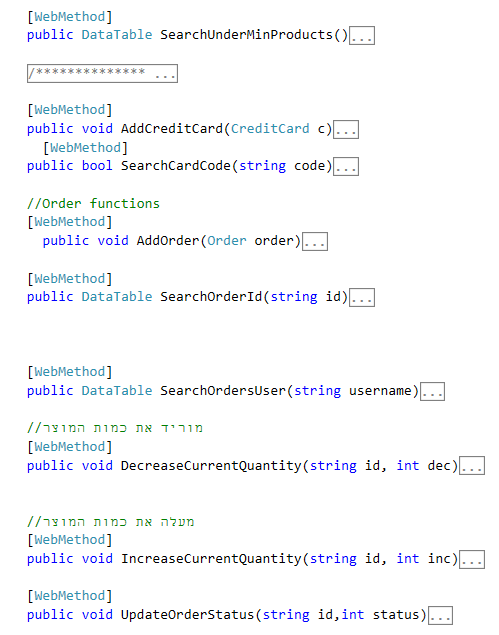 [WebMethod]
public DataTable SearchUnderMinProducts()...
/************** ...
[WebMethod]
public void AddCreditCard(CreditCard c)...
[WebMethod]
public bool SearchCardCode(string code)...
//Order functions
[WebMethod]
public void AddOrder(Order order)...
[WebMethod]
public DataTable SearchOrderId(string id)...
[WebMethod]
public DataTable SearchOrdersUser(string username)...
//מוריד את כמות המוצר
[WebMethod]
public void DecreaseCurrentQuantity(string id, int dec)...
//מעלה את כמות המוצר
[WebMethod]
public void IncreaseCurrentQuantity(string id, int inc)...
[WebMethod]
public void UpdateOrderStatus(string id,int status)...